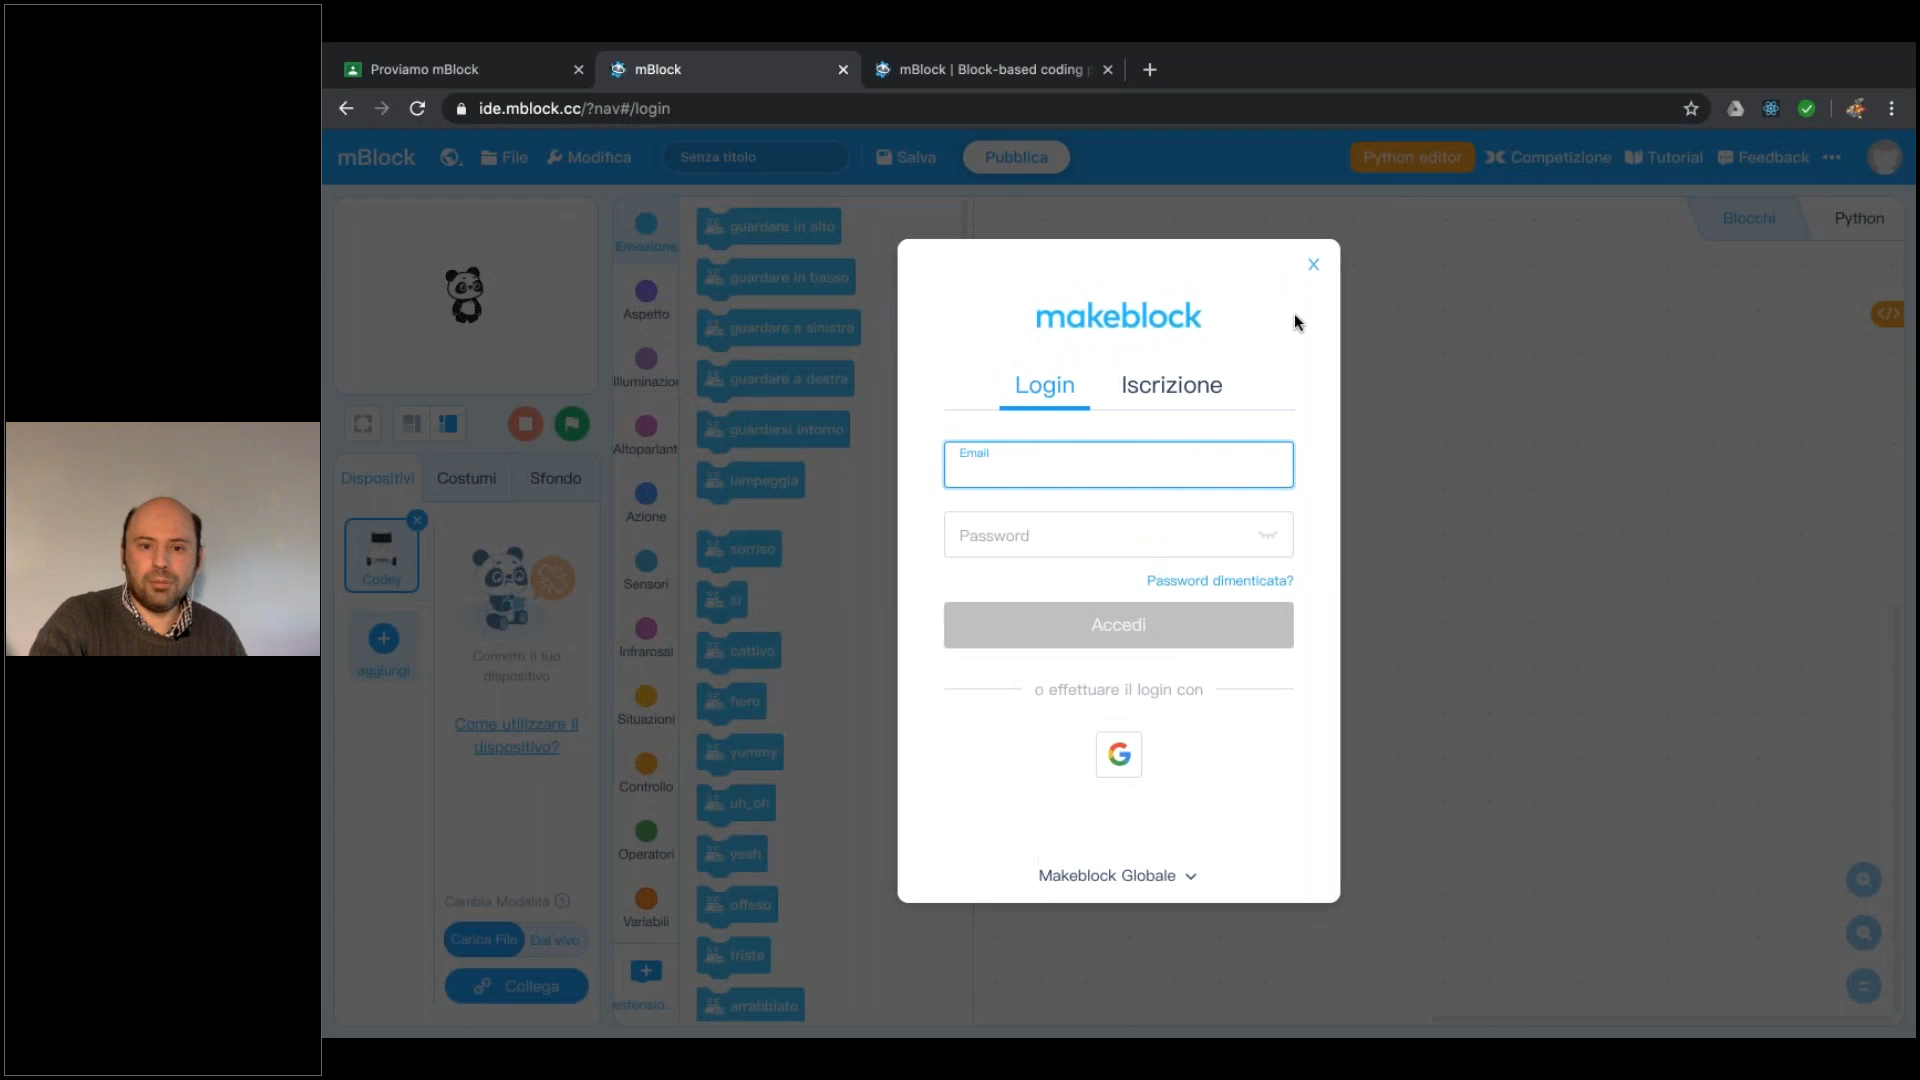 Proviamo mBlock
mBlock
mBlock | Block-based coding p
ide.mblock.cc/?nav#/login
mBlock
File
Modifica
Senza titolo
Salva
Pubblica
Python editor
Competizione
Tutorial
Feedback
Blocchi
Python
Emozione
Aspetto
Illuminazion
Altoparlant
Azione
Sensori
Infrarossi
Situazioni
Controllo
Operatori
Variabili
estensio...
guardare in alto
guardare in basso
guardare a sinistra
guardare a destra
guardarsi intorno
lampeggia
sorriso
si
cattivo
fiero
yummy
uh_oh
yeah
offeso
triste
arrabbiato
Dispositivi
Costumi
Sfondo
Codey
aggiungi
Connetti il tuo
dispositivo
Come utilizzare il
dispositivo?
Cambia Modalità
Carica File
Dal vivo
Collega
makeblock
Login
Iscrizione
Email
Password
Password dimenticata?
Accedi
o effettuare il login con
Makeblock Globale